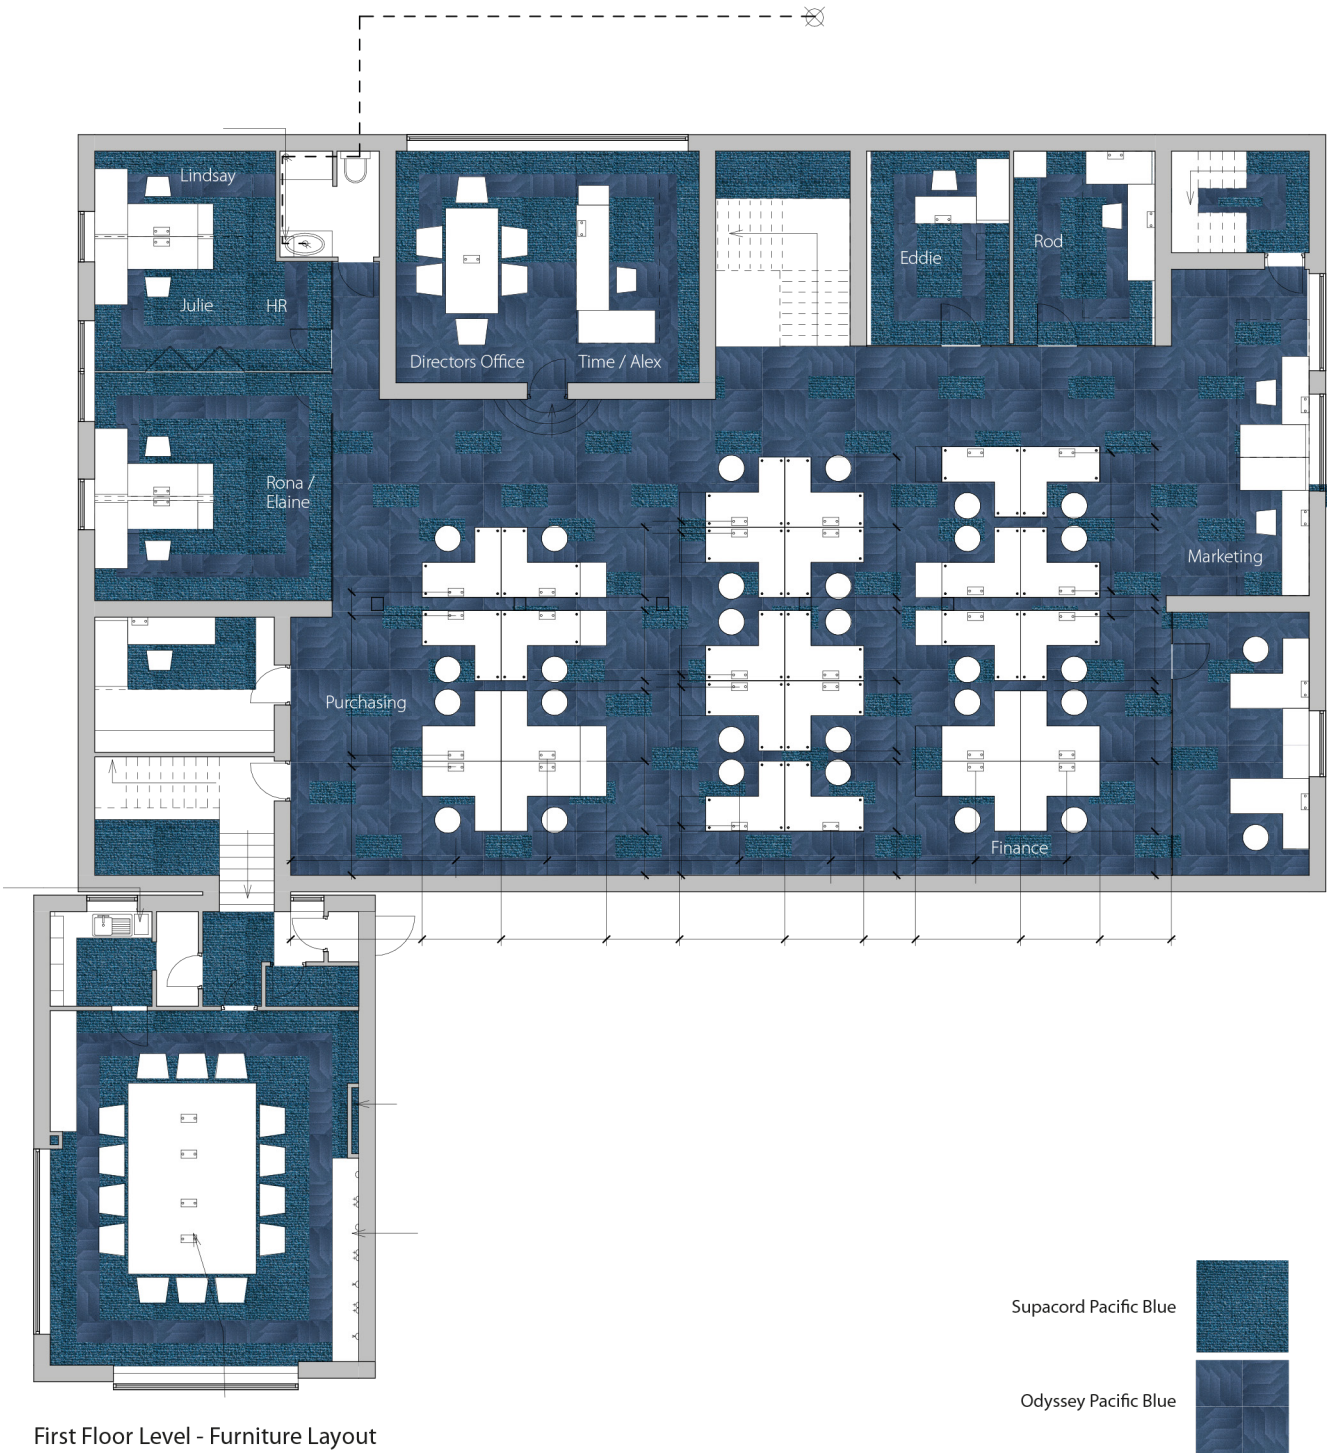 Lindsay
Julie
HR
Directors Office
Time / Alex
Eddie
Rod
Rona /
Elaine
Marketing
Purchasing
Finance
Supacord Pacific Blue
Odyssey Pacific Blue
First Floor Level - Furniture Layout